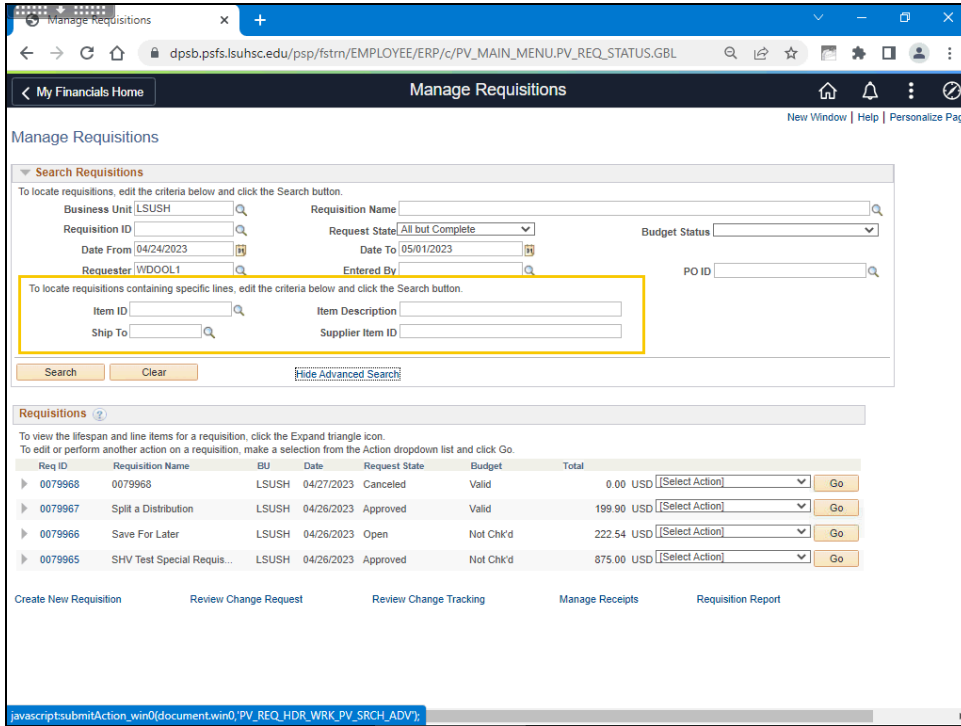 Manage Requisitions
dpsb.psfs.lsuhsc.edu/psp/fstrn/EMPLOYEE/ERP/c/PV_MAIN_MENU.PV_REQ_STATUS.GBL
My Financials Home Manage Requisitions
New Window | Help | Personalize Pag
Manage Requisitions
Search Requisitions
To locate requisitions, edit the criteria below and click the Search button.
Business Unit LSUSH Requisition Name
Requisition ID Request State All but Complete Budget Status
Date From 04/24/2023 Date To 05/01/2023
Requester WDOOL1 Entered By PO ID
To locate requisitions containing specific lines, edit the criteria below and click the Search button.
Item ID Item Description
Ship To Supplier Item ID
Search Clear Hide Advanced Search
Requisitions ?
To view the lifespan and line items for a requisition, click the Expand triangle icon.
To edit or perform another action on a requisition, make a selection from the Action dropdown list and click Go.
Req ID Requisition Name BU Date Request State Budget Total
0079968 0079968 LSUSH 04/27/2023 Canceled Valid 0.00 USD [Select Action] Go
0079967 Split a Distribution LSUSH 04/26/2023 Approved Valid 199.90 USD [Select Action] Go
0079966 Save For Later LSUSH 04/26/2023 Open Not Chk'd 222.54 USD [Select Action] Go
0079965 SHV Test Special Requis... LSUSH 04/26/2023 Approved Not Chk'd 875.00 USD [Select Action] Go
Create New Requisition Review Change Request Review Change Tracking Manage Receipts Requisition Report
javascript:submitAction_win0(document.win0,'PV_REQ_HDR_WRK_PV_SRCH_ADV');